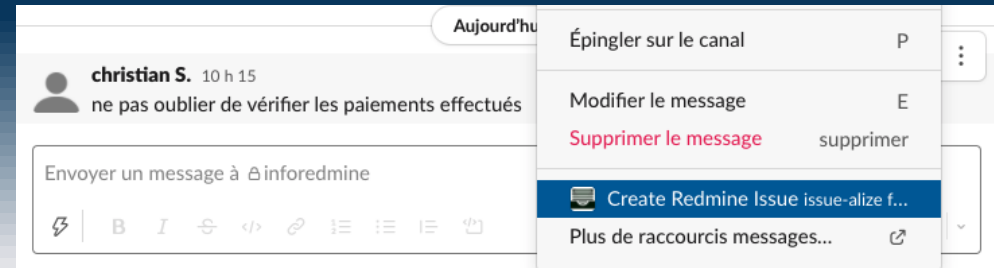 Aujourd'hu
christian S. 10 h 15
ne pas oublier de vérifier les paiements effectués
Envoyer un message à inforedmine
B I S </>
Épingler sur le canal P
Modifier le message E
Supprimer le message supprimer
Create Redmine Issue issue-alize f...
Plus de raccourcis messages...